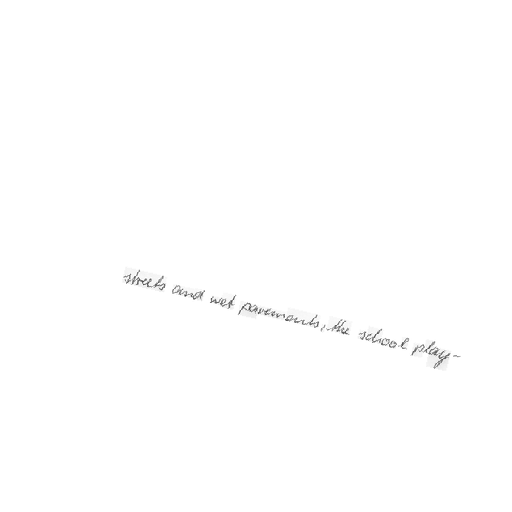 streets and wet pavements, the school play-